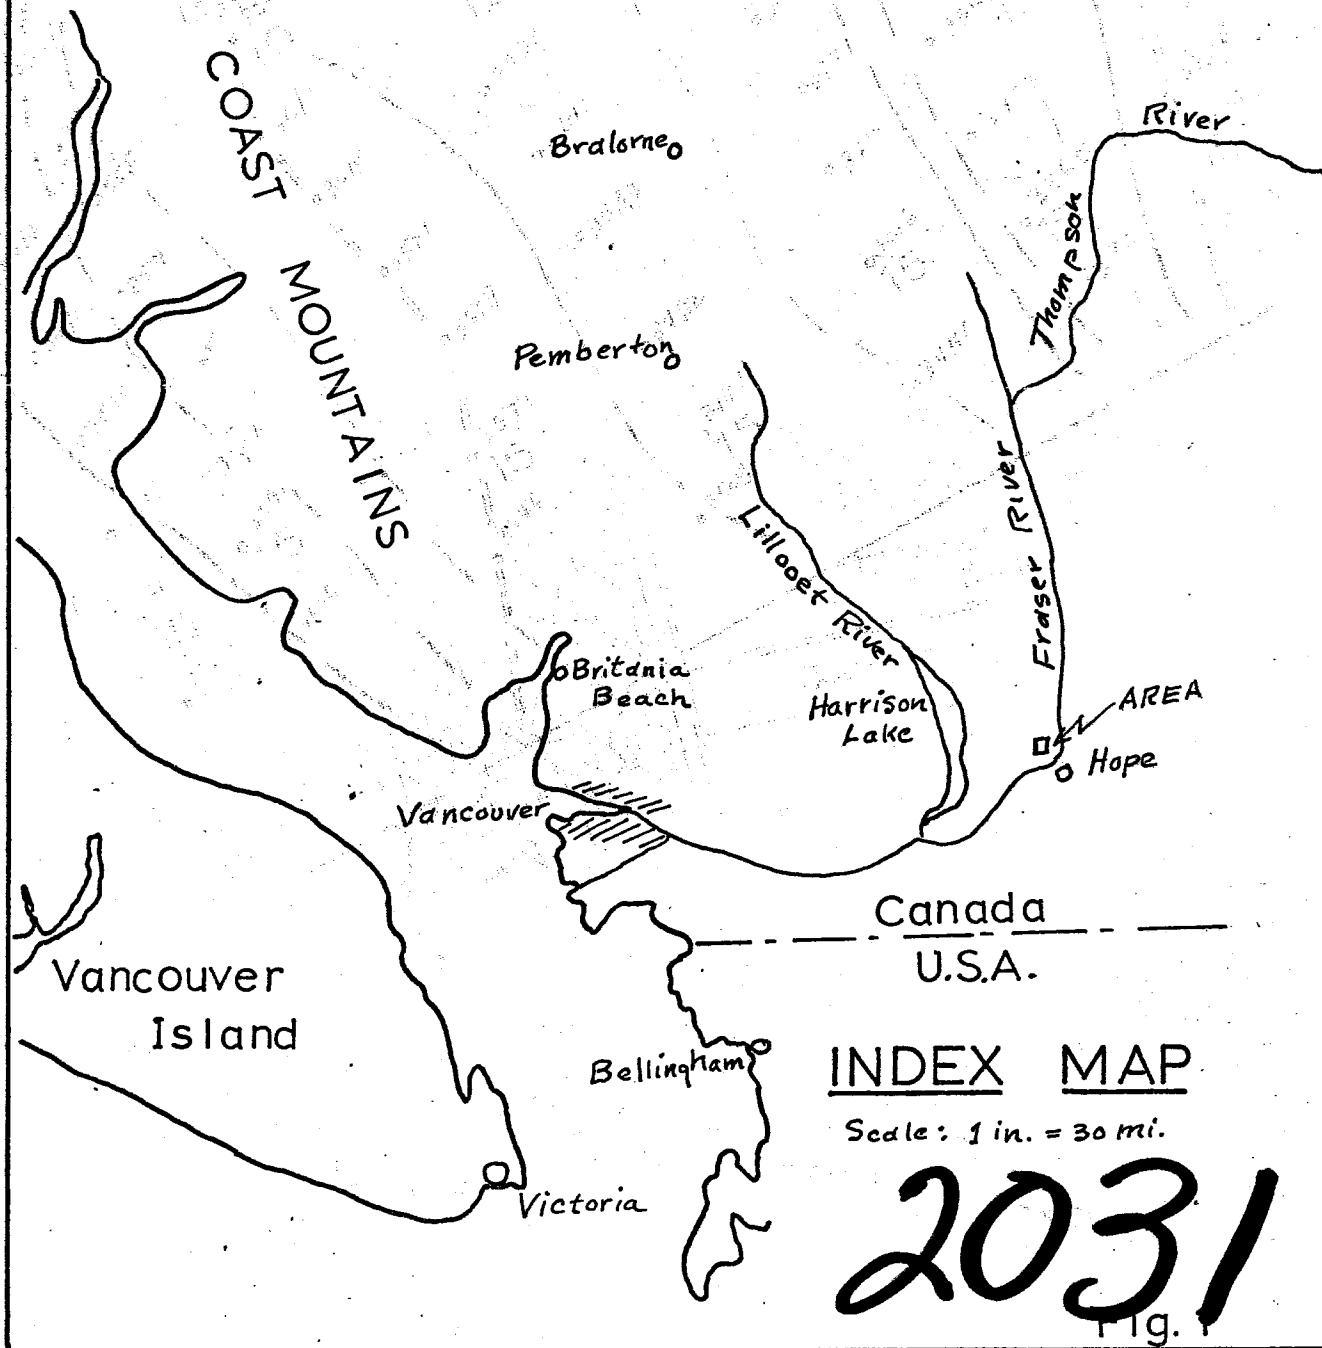 COAST
MOUNTAINS
Bralorne
River
Thompson
Pemberton
Lillooet River
Fraser River
Britania
Beach
Harrison
Lake
AREA
Hope
Vancouver
Canada
U.S.A.
Vancouver
Island
Bellingham
INDEX MAP
Scale: 1 in. = 30 mi.
Victoria
2031
Fig. 1